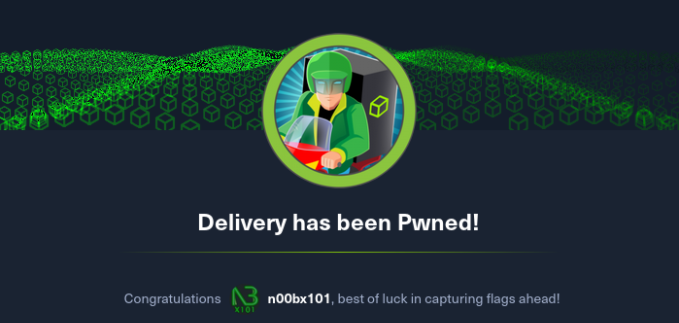 Delivery has been Pwned!
Congratulations N3 X101 n00bx101, best of luck in capturing flags ahead!